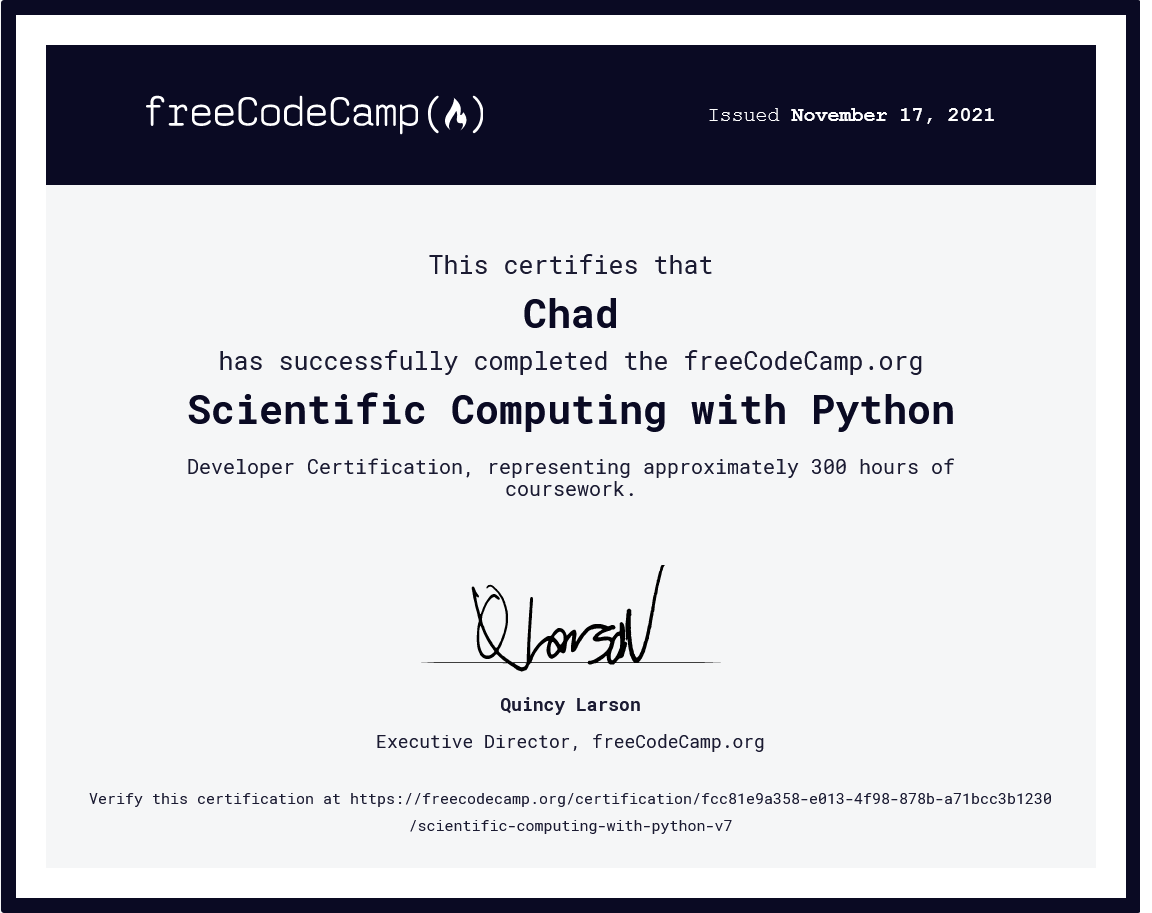 freeCodeCamp(🔥)
Issued November 17, 2021
This certifies that
Chad
has successfully completed the freeCodeCamp.org
Scientific Computing with Python
Developer Certification, representing approximately 300 hours of
coursework.
Q Larson
Quincy Larson
Executive Director, freeCodeCamp.org
Verify this certification at https://freecodecamp.org/certification/fcc81e9a358-e013-4f98-878b-a71bcc3b1230
/scientific-computing-with-python-v7